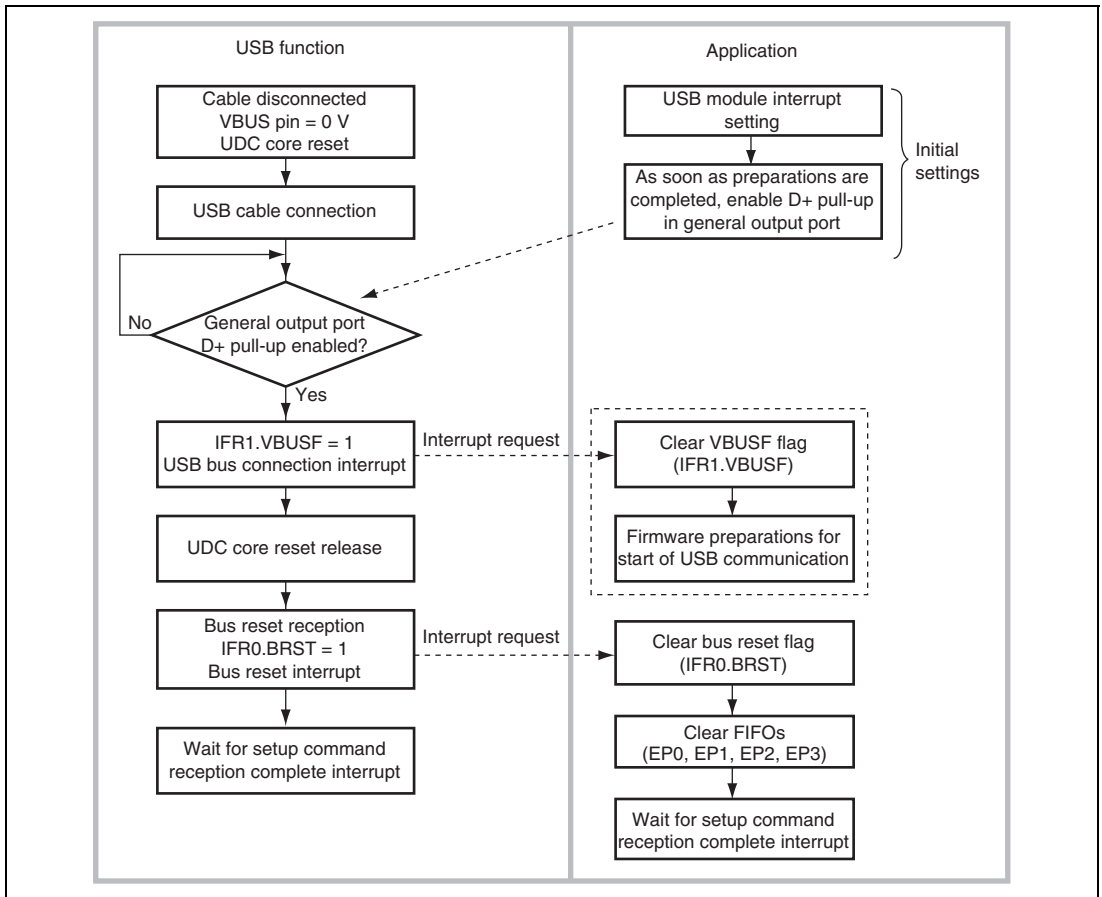 USB function
Cable disconnected
VBUS pin = 0 V
UDC core reset
USB cable connection
No
General output port
D+ pull-up enabled?
Yes
IFR1.VBUSF = 1
USB bus connection interrupt
Interrupt request
UDC core reset release
Bus reset reception
IFR0.BRST = 1
Bus reset interrupt
Interrupt request
Wait for setup command
reception complete interrupt
Application
USB module interrupt
setting
As soon as preparations are
completed, enable D+ pull-up
in general output port
Initial
settings
Clear VBUSF flag
(IFR1.VBUSF)
Firmware preparations for
start of USB communication
Clear bus reset flag
(IFR0.BRST)
Clear FIFOs
(EP0, EP1, EP2, EP3)
Wait for setup command
reception complete interrupt